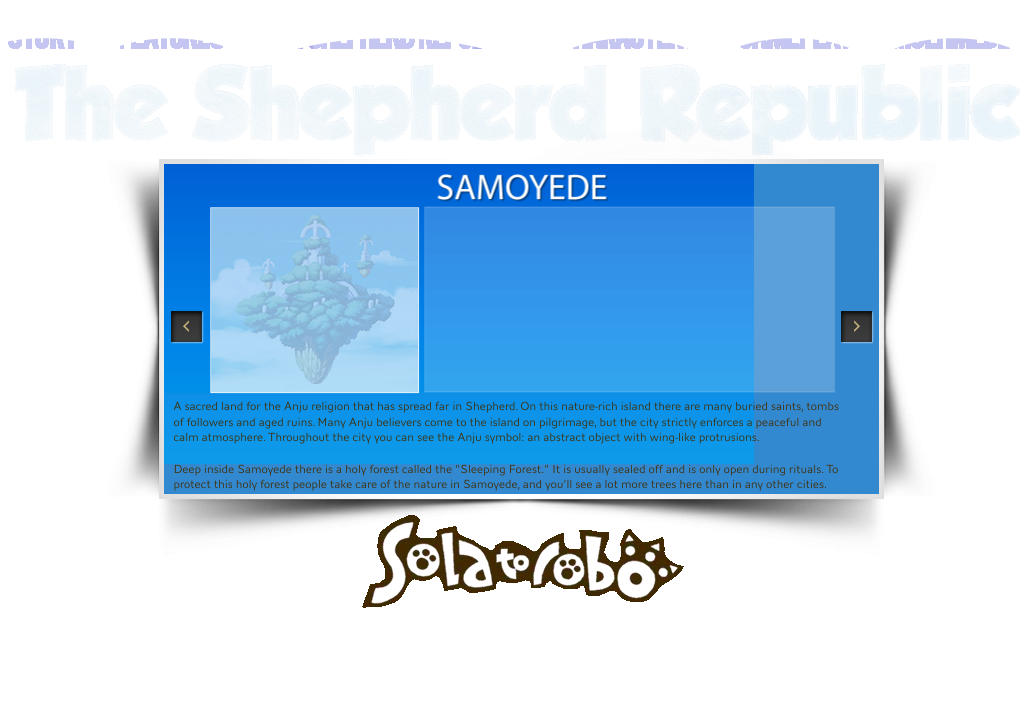 The Shepherd Republic
SAMOYEDE
A sacred land for the Anju religion that has spread far in Shepherd. On this nature-rich island there are many buried saints, tombs
of followers and aged ruins. Many Anju believers come to the island on pilgrimage, but the city strictly enforces a peaceful and
calm atmosphere. Throughout the city you can see the Anju symbol: an abstract object with wing-like protrusions.
Deep inside Samoyede there is a holy forest called the "Sleeping Forest." It is usually sealed off and is only open during rituals. To
protect this holy forest people take care of the nature in Samoyede, and you'll see a lot more trees here than in any other cities.
Solatorobo